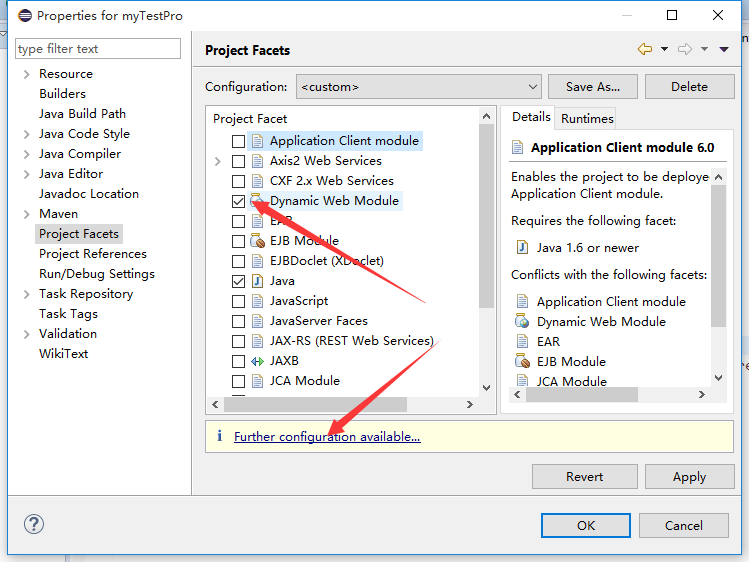 Properties for myTestPro
type filter text
Resource
Builders
Java Build Path
Java Code Style
Java Compiler
Java Editor
Javadoc Location
Maven
Project Facets
Project References
Run/Debug Settings
Task Repository
Task Tags
Validation
WikiText
Project Facets
Configuration:
<custom>
Save As...
Delete
Project Facet
Application Client module
Axis2 Web Services
CXF 2.x Web Services
Dynamic Web Module
EAR
EJB Module
EJBDoclet (XDoclet)
Java
JavaScript
JavaServer Faces
JAX-RS (REST Web Services)
JAXB
JCA Module
Details
Runtimes
Application Client module 6.0
Enables the project to be deploye
Application Client module.
Requires the following facet:
Java 1.6 or newer
Conflicts with the following facets:
Application Client module
Dynamic Web Module
EAR
EJB Module
JCA Module
i
Further configuration available...
Revert
Apply
?
OK
Cancel